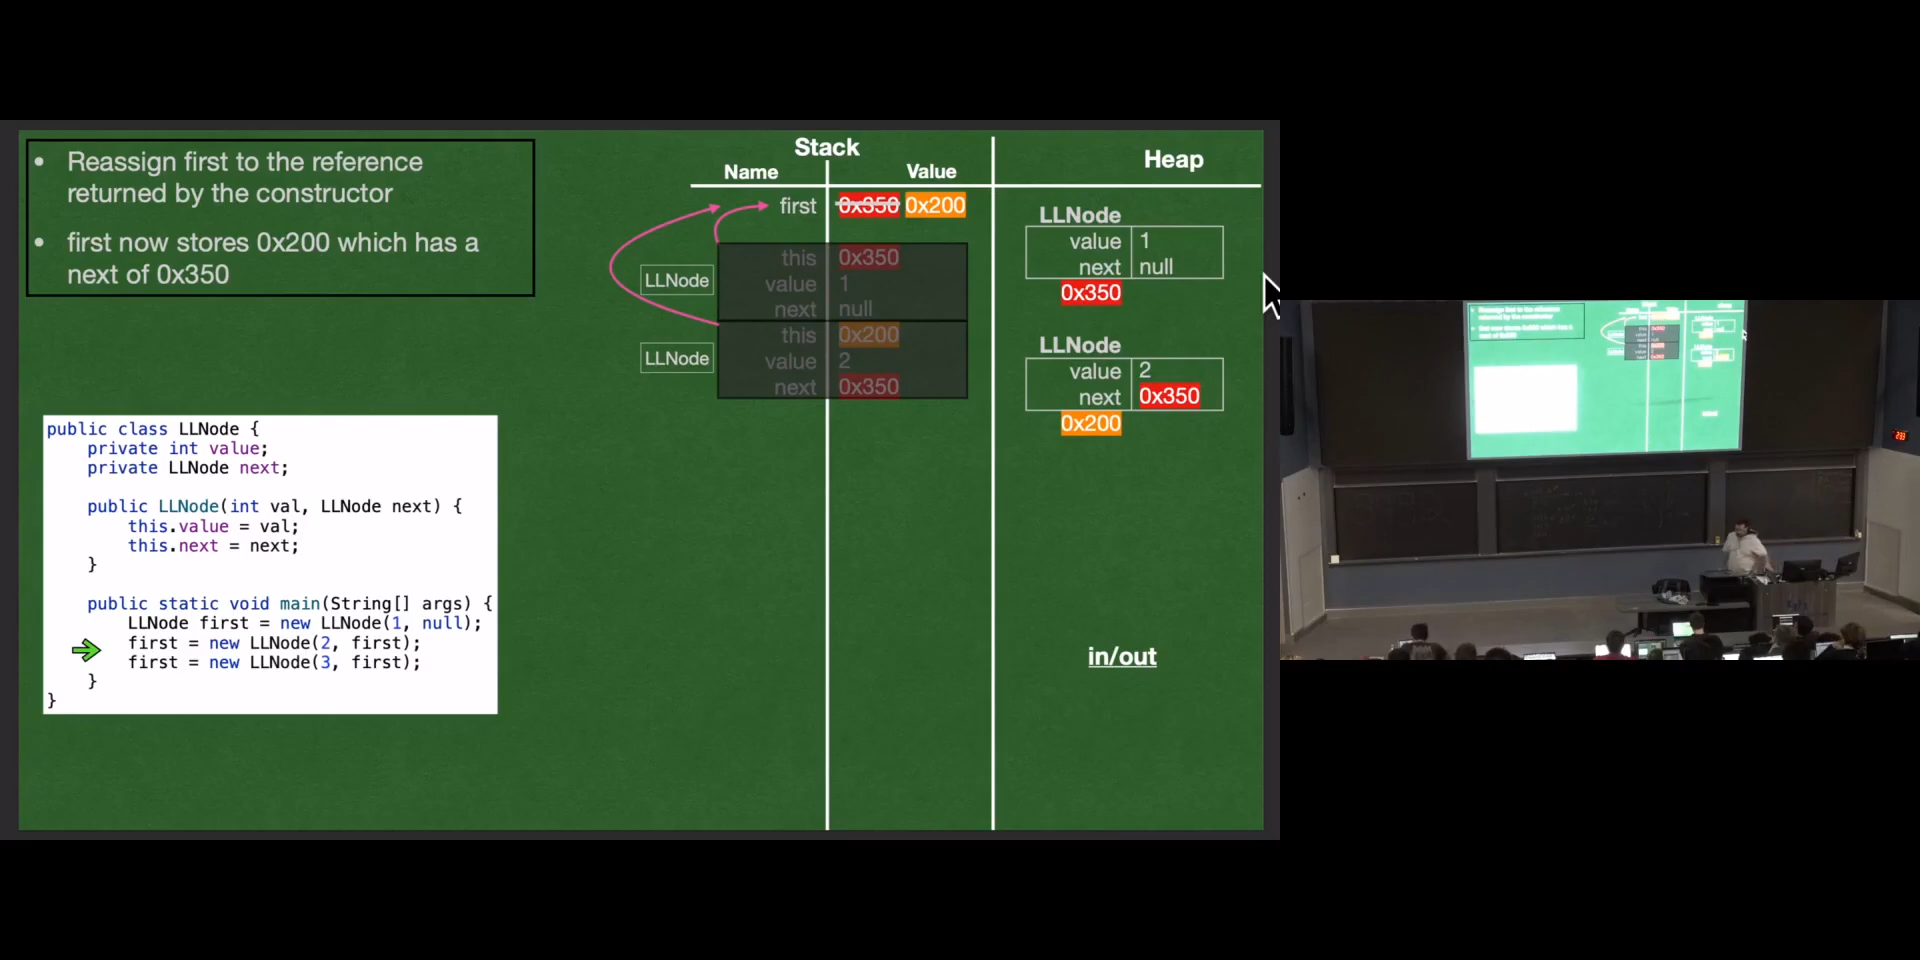 • Reassign first to the reference
returned by the constructor
• first now stores 0x200 which has a
next of 0x350
Stack
Name Value
first 0x350 0x200
LLNode
this 0x350
value 1
next null
LLNode
this 0x200
value 2
next 0x350
Heap
LLNode
value 1
next null
0x350
LLNode
value 2
next 0x350
0x200
in/out
public class LLNode {
private int value;
private LLNode next;
public LLNode(int val, LLNode next) {
this.value = val;
this.next = next;
}
public static void main(String[] args) {
LLNode first = new LLNode(1, null);
first = new LLNode(2, first);
first = new LLNode(3, first);
}
}